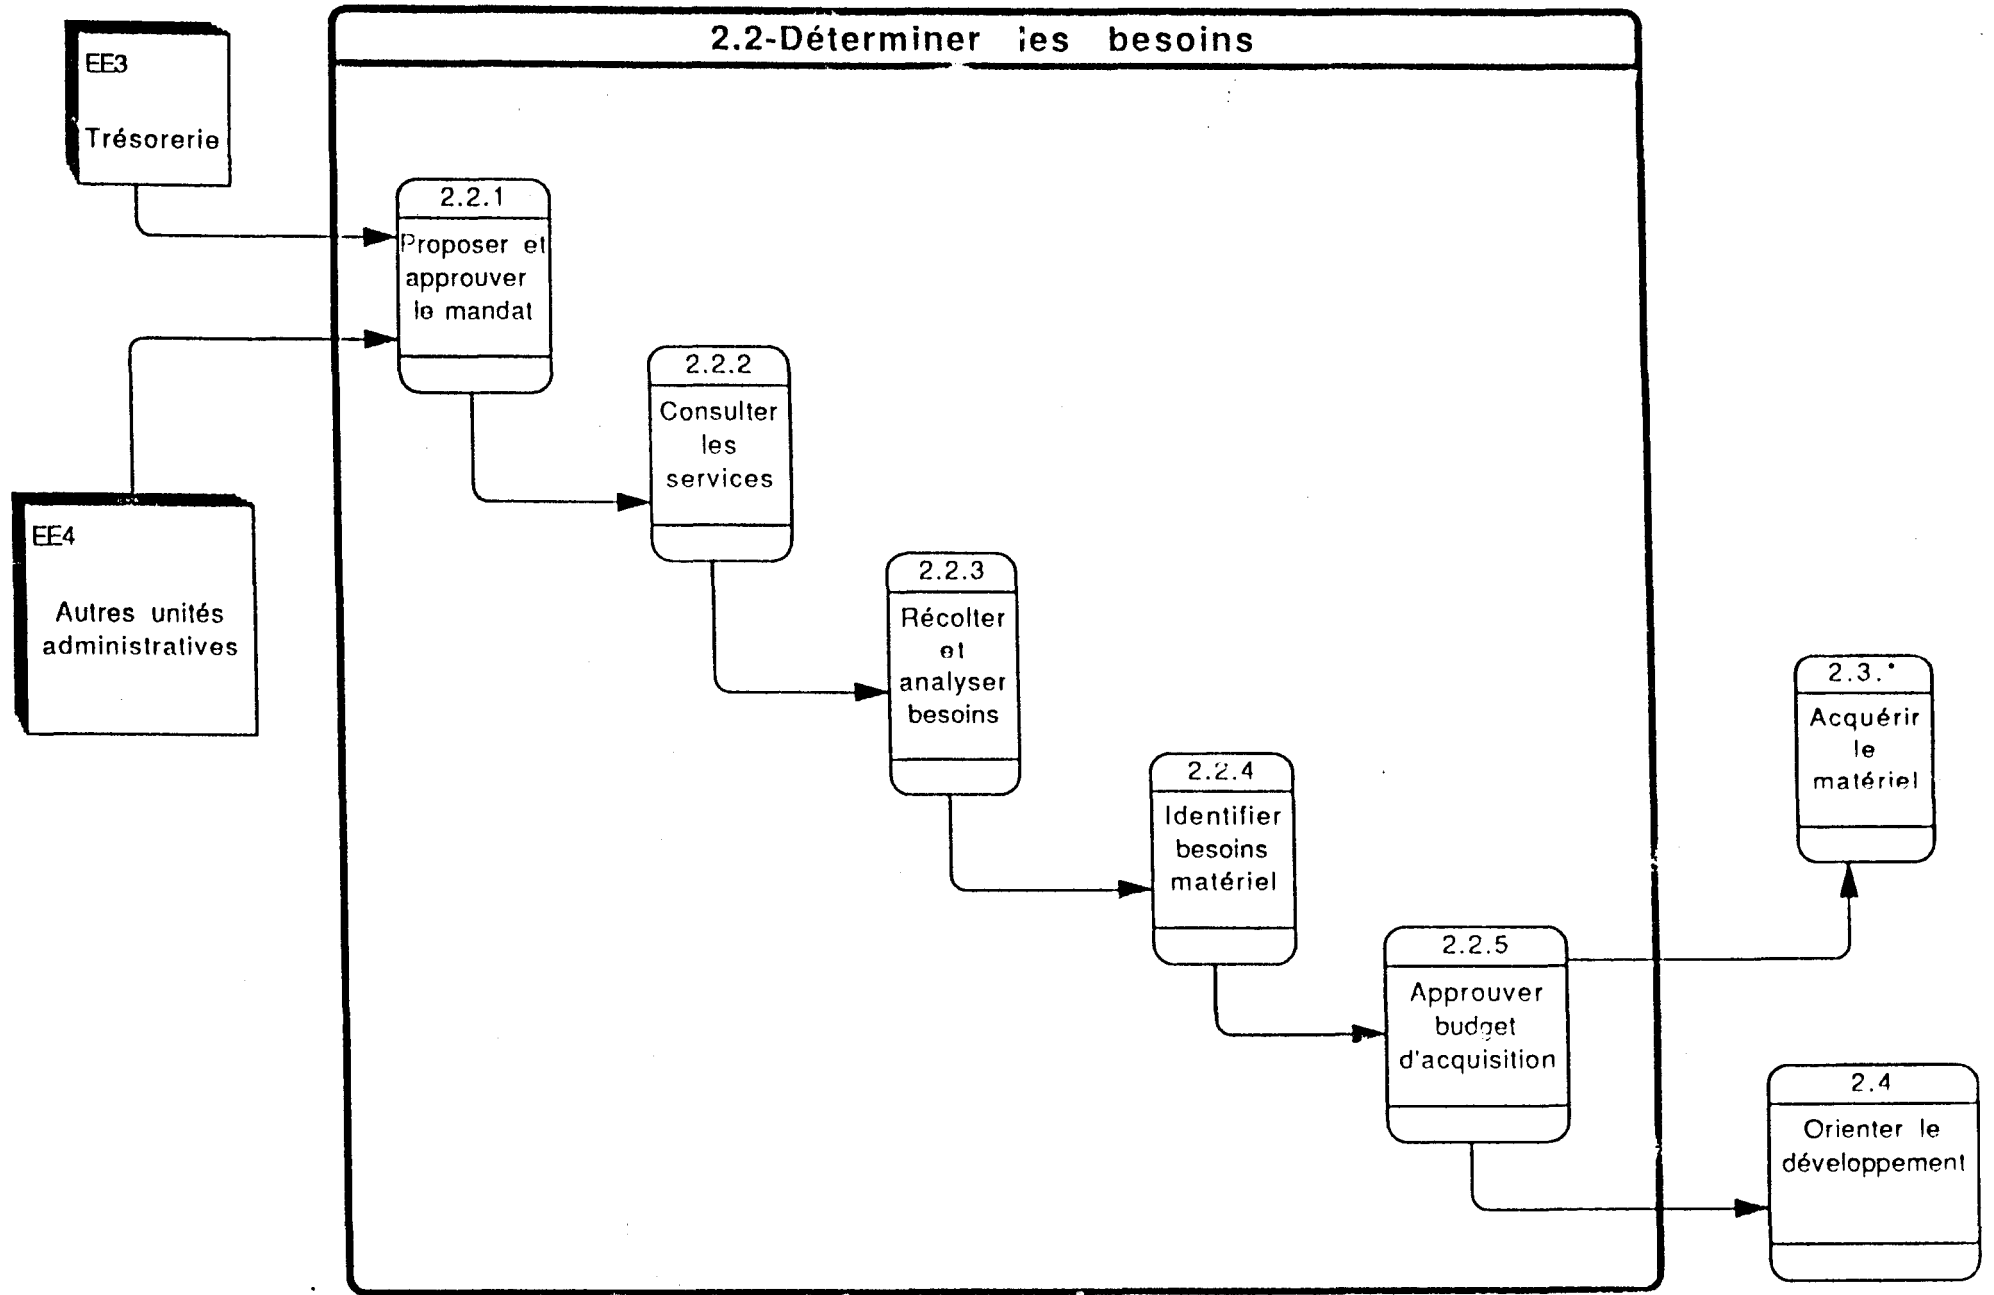 2.2-Déterminer les besoins
EE3
Trésorerie
2.2.1
Proposer et
approuver
le mandat
2.2.2
Consulter
les
services
EE4
Autres unités
administratives
2.2.3
Récolter
et
analyser
besoins
2.3.*
Acquérir
le
matériel
2.2.4
Identifier
besoins
matériel
2.2.5
Approuver
budget
d'acquisition
2.4
Orienter le
développement